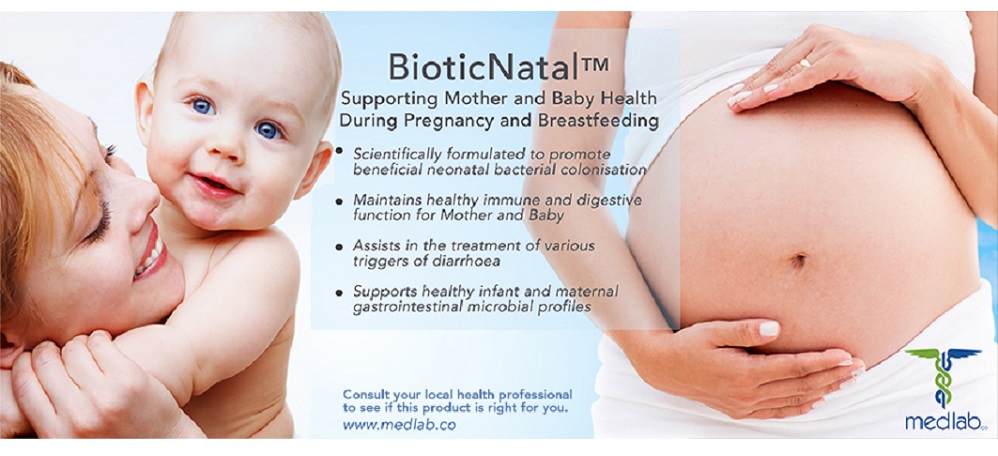 BioticNatal™
Supporting Mother and Baby Health
During Pregnancy and Breastfeeding
• Scientifically formulated to promote
beneficial neonatal bacterial colonisation
• Maintains healthy immune and digestive
function for Mother and Baby
• Assists in the treatment of various
triggers of diarrhoea
• Supports healthy infant and maternal
gastrointestinal microbial profiles
Consult your local health professional
to see if this product is right for you.
www.medlab.co
medlab.co